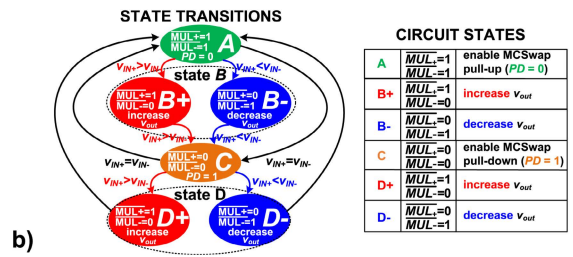 STATE TRANSITIONS
A
MUL+=1
MUL-=1
PD = 0
vIN+>vIN-
vIN+<vIN-
state B
B+
MUL+=1
MUL-=0
increase
vout
B-
MUL+=0
MUL-=1
decrease
vout
vIN+>vIN-
vIN+<vIN-
C
MUL+=0
MUL-=0
PD = 1
vIN+=vIN-
vIN+=vIN-
vIN+>vIN-
vIN+<vIN-
state D
D+
MUL+=1
MUL-=0
increase
vout
D-
MUL+=0
MUL-=1
decrease
vout
b)
CIRCUIT STATES
A MUL+=1 enable MCSwap
MUL-=1 pull-up (PD = 0)
B+ MUL+=1 increase vout
MUL-=0
B- MUL+=0 decrease vout
MUL-=1
C MUL+=0 enable MCSwap
MUL-=0 pull-down (PD = 1)
D+ MUL+=1 increase vout
MUL-=0
D- MUL+=0 decrease vout
MUL-=1